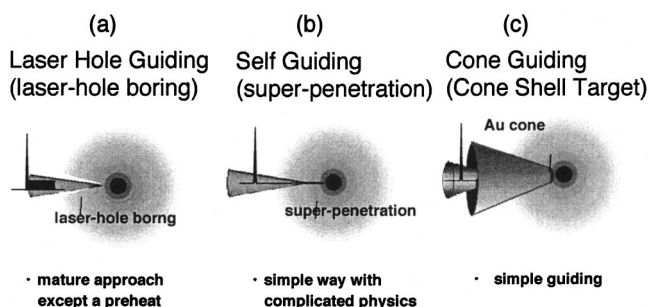 (a)
Laser Hole Guiding
(laser-hole boring)
laser-hole borng
· mature approach
except a preheat
(b)
Self Guiding
(super-penetration)
super-penetration
· simple way with
complicated physics
(c)
Cone Guiding
(Cone Shell Target)
Au cone
· simple guiding